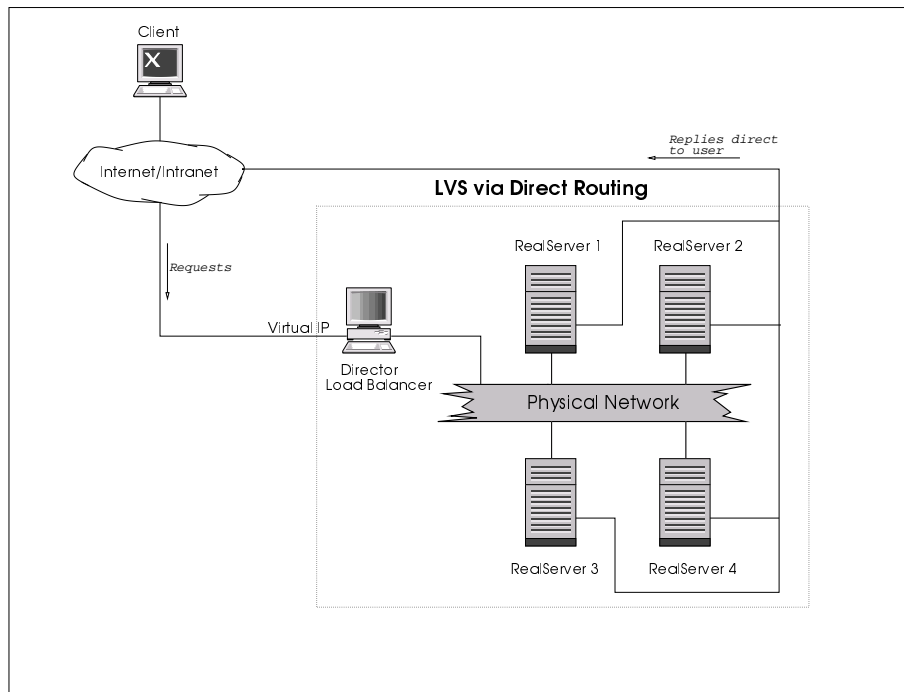 Client
Replies direct
to user
Internet/Intranet
LVS via Direct Routing
RealServer 1
RealServer 2
Requests
Virtual IP
Director
Load Balancer
Physical Network
RealServer 3
RealServer 4